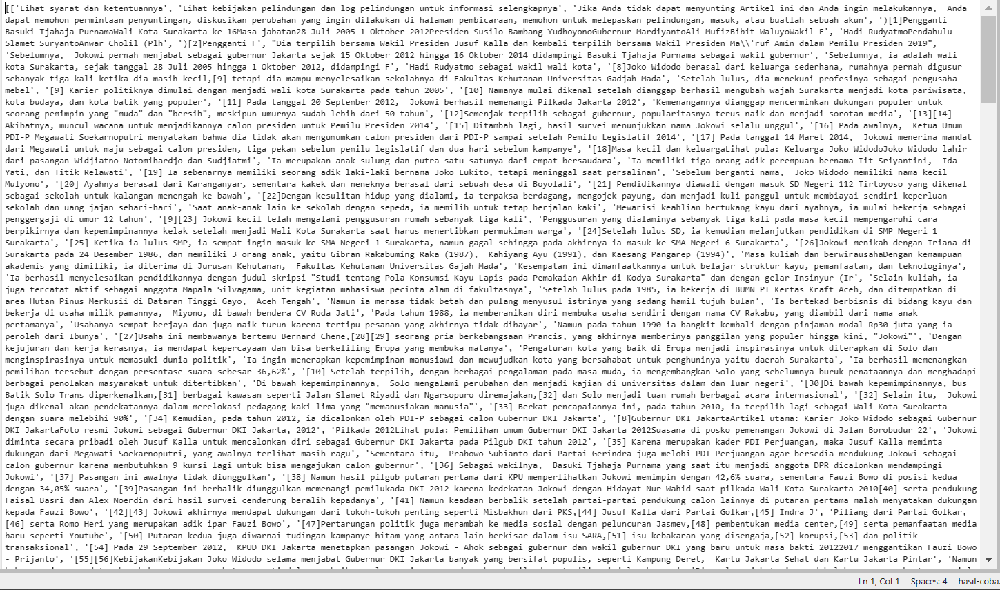 [['Lihat syarat dan ketentuannya', 'Lihat kebijakan pelindungan dan log pelindungan untuk informasi selengkapnya', 'Jika Anda tidak dapat menyunting Artikel ini dan Anda ingin melakukannya,  Anda
dapat memohon permintaan penyuntingan, diskusikan perubahan yang ingin dilakukan di halaman pembicaraan, memohon untuk melepaskan pelindungan, masuk, atau buatlah sebuah akun', ')[1]Pengganti
Basuki Tjahaja PurnamaWali Kota Surakarta ke-16Masa jabatan28 Juli 2005 1 Oktober 2012Presiden Susilo Bambang YudhoyonoGubernur MardiyantoAli MufizBibit WaluyoWakil F', 'Hadi RudyatmoPendahulu
Slamet SuryantoAnwar Cholil (Plh', ')[2]Pengganti F', "Dia terpilih bersama Wakil Presiden Jusuf Kalla dan kembali terpilih bersama Wakil Presiden Ma\\'ruf Amin dalam Pemilu Presiden 2019",
'Sebelumnya,  Jokowi pernah menjabat sebagai gubernur Jakarta sejak 15 Oktober 2012 hingga 16 Oktober 2014 didampingi Basuki Tjahaja Purnama sebagai wakil gubernur', 'Sebelumnya, ia adalah wali
kota Surakarta, sejak tanggal 28 Juli 2005 hingga 1 Oktober 2012, didampingi F', 'Hadi Rudyatmo sebagai wakil wali kota', '[8]Joko Widodo berasal dari keluarga sederhana, rumahnya pernah digusur
sebanyak tiga kali ketika dia masih kecil,[9] tetapi dia mampu menyelesaikan sekolahnya di Fakultas Kehutanan Universitas Gadjah Mada', 'Setelah lulus, dia menekuni profesinya sebagai pengusaha
mebel', '[9] Karier politiknya dimulai dengan menjadi wali kota Surakarta pada tahun 2005', '[10] Namanya mulai dikenal setelah dianggap berhasil mengubah wajah Surakarta menjadi kota pariwisata,
kota budaya, dan kota batik yang populer', '[11] Pada tanggal 20 September 2012,  Jokowi berhasil memenangi Pilkada Jakarta 2012', 'Kemenangannya dianggap mencerminkan dukungan populer untuk
seorang pemimpin yang "muda" dan "bersih", meskipun umurnya sudah lebih dari 50 tahun', '[12]Semenjak terpilih sebagai gubernur, popularitasnya terus naik dan menjadi sorotan media', '[13][14]
Akibatnya, muncul wacana untuk menjadikannya calon presiden untuk Pemilu Presiden 2014', '[15] Ditambah lagi, hasil survei menunjukkan nama Jokowi selalu unggul', '[16] Pada awalnya,  Ketua Umum
PDI-P Megawati Soekarnoputri menyatakan bahwa dia tidak akan mengumumkan calon presiden dari PDI-P sampai setelah Pemilu Legislatif 2014', '[17] Pada tanggal 14 Maret 2014,  Jokowi menerima mandat
dari Megawati untuk maju sebagai calon presiden, tiga pekan sebelum pemilu legislatif dan dua hari sebelum kampanye', '[18]Masa kecil dan keluargaLihat pula: Keluarga Joko WidodoJoko Widodo lahir
dari pasangan Widjiatno Notomihardjo dan Sudjiatmi', 'Ia merupakan anak sulung dan putra satu-satunya dari empat bersaudara', 'Ia memiliki tiga orang adik perempuan bernama Iit Sriyantini,  Ida
Yati, dan Titik Relawati', '[19] Ia sebenarnya memiliki seorang adik laki-laki bernama Joko Lukito, tetapi meninggal saat persalinan', 'Sebelum berganti nama,  Joko Widodo memiliki nama kecil
Mulyono', '[20] Ayahnya berasal dari Karanganyar, sementara kakek dan neneknya berasal dari sebuah desa di Boyolali', '[21] Pendidikannya diawali dengan masuk SD Negeri 112 Tirtoyoso yang dikenal
sebagai sekolah untuk kalangan menengah ke bawah', '[22]Dengan kesulitan hidup yang dialami, ia terpaksa berdagang, mengojek payung, dan menjadi kuli panggul untuk membiayai sendiri keperluan
sekolah dan uang jajan sehari-hari', 'Saat anak-anak lain ke sekolah dengan sepeda, ia memilih untuk tetap berjalan kaki', 'Mewarisi keahlian bertukang kayu dari ayahnya, ia mulai bekerja sebagai
penggergaji di umur 12 tahun', '[9][23] Jokowi kecil telah mengalami penggusuran rumah sebanyak tiga kali', 'Penggusuran yang dialaminya sebanyak tiga kali pada masa kecil mempengaruhi cara
berpikirnya dan kepemimpinannya kelak setelah menjadi Wali Kota Surakarta saat harus menertibkan permukiman warga', '[24]Setelah lulus SD, ia kemudian melanjutkan pendidikan di SMP Negeri 1
Surakarta', '[25] Ketika ia lulus SMP, ia sempat ingin masuk ke SMA Negeri 1 Surakarta, namun gagal sehingga pada akhirnya ia masuk ke SMA Negeri 6 Surakarta', '[26]Jokowi menikah dengan Iriana di
Surakarta pada 24 Desember 1986, dan memiliki 3 orang anak, yaitu Gibran Rakabuming Raka (1987),  Kahiyang Ayu (1991), dan Kaesang Pangarep (1994)', 'Masa kuliah dan berwirausahaDengan kemampuan
akademis yang dimiliki, ia diterima di Jurusan Kehutanan,  Fakultas Kehutanan Universitas Gajah Mada', 'Kesempatan ini dimanfaatkannya untuk belajar struktur kayu, pemanfaatan, dan teknologinya',
'Ia berhasil menyelesaikan pendidikannya dengan judul skripsi "Studi tentang Pola Konsumsi Kayu Lapis pada Pemakaian Akhir di Kodya Surakarta" dan dengan gelar Insinyur (Ir', 'Selain kuliah, ia
juga tercatat aktif sebagai anggota Mapala Silvagama, unit kegiatan mahasiswa pecinta alam di fakultasnya', 'Setelah lulus pada 1985, ia bekerja di BUMN PT Kertas Kraft Aceh, dan ditempatkan di
area Hutan Pinus Merkusii di Dataran Tinggi Gayo,  Aceh Tengah', 'Namun ia merasa tidak betah dan pulang menyusul istrinya yang sedang hamil tujuh bulan', 'Ia bertekad berbisnis di bidang kayu dan
bekerja di usaha milik pamannya,  Miyono, di bawah bendera CV Roda Jati', 'Pada tahun 1988, ia memberanikan diri membuka usaha sendiri dengan nama CV Rakabu, yang diambil dari nama anak
pertamanya', 'Usahanya sempat berjaya dan juga naik turun karena tertipu pesanan yang akhirnya tidak dibayar', 'Namun pada tahun 1990 ia bangkit kembali dengan pinjaman modal Rp30 juta yang ia
peroleh dari Ibunya', '[27]Usaha ini membawanya bertemu Bernard Chene,[28][29] seorang pria berkebangsaan Prancis, yang akhirnya memberinya panggilan yang populer hingga kini, "Jokowi"', 'Dengan
kejujuran dan kerja kerasnya, ia mendapat kepercayaan dan bisa berkeliling Eropa yang membuka matanya', 'Pengaturan kota yang baik di Eropa menjadi inspirasinya untuk diterapkan di Solo dan
menginspirasinya untuk memasuki dunia politik', 'Ia ingin menerapkan kepemimpinan manusiawi dan mewujudkan kota yang bersahabat untuk penghuninya yaitu daerah Surakarta', 'Ia berhasil memenangkan
pemilihan tersebut dengan persentase suara sebesar 36,62%', '[10] Setelah terpilih, dengan berbagai pengalaman pada masa muda, ia mengembangkan Solo yang sebelumnya buruk penataannya dan menghadapi
berbagai penolakan masyarakat untuk ditertibkan', 'Di bawah kepemimpinannya,  Solo mengalami perubahan dan menjadi kajian di universitas dalam dan luar negeri', '[30]Di bawah kepemimpinannya, bus
Batik Solo Trans diperkenalkan,[31] berbagai kawasan seperti Jalan Slamet Riyadi dan Ngarsopuro diremajakan,[32] dan Solo menjadi tuan rumah berbagai acara internasional', '[32] Selain itu,  Jokowi
juga dikenal akan pendekatannya dalam merelokasi pedagang kaki lima yang "memanusiakan manusia"', '[33] Berkat pencapaiannya ini, pada tahun 2010, ia terpilih lagi sebagai Wali Kota Surakarta
dengan suara melebihi 90%', '[34] Kemudian, pada tahun 2012, ia dicalonkan oleh PDI-P sebagai calon Gubernur DKI Jakarta', '[8]Gubernur DKI JakartaArtikel utama: Karier Joko Widodo sebagai Gubernur
DKI JakartaFoto resmi Jokowi sebagai Gubernur DKI Jakarta, 2012', 'Pilkada 2012Lihat pula: Pemilihan umum Gubernur DKI Jakarta 2012Suasana di posko pemenangan Jokowi di Jalan Borobudur 22', 'Jokowi
diminta secara pribadi oleh Jusuf Kalla untuk mencalonkan diri sebagai Gubernur DKI Jakarta pada Pilgub DKI tahun 2012', '[35] Karena merupakan kader PDI Perjuangan, maka Jusuf Kalla meminta
dukungan dari Megawati Soekarnoputri, yang awalnya terlihat masih ragu', 'Sementara itu,  Prabowo Subianto dari Partai Gerindra juga melobi PDI Perjuangan agar bersedia mendukung Jokowi sebagai
calon gubernur karena membutuhkan 9 kursi lagi untuk bisa mengajukan calon gubernur', '[36] Sebagai wakilnya,  Basuki Tjahaja Purnama yang saat itu menjadi anggota DPR dicalonkan mendampingi
Jokowi', '[37] Pasangan ini awalnya tidak diunggulkan', '[38] Namun hasil pilgub putaran pertama dari KPU memperlihatkan Jokowi memimpin dengan 42,6% suara, sementara Fauzi Bowo di posisi kedua
dengan 34,05% suara', '[39]Pasangan ini berbalik diunggulkan memenangi pemilukada DKI 2012 karena kedekatan Jokowi dengan Hidayat Nur Wahid saat pilkada Wali Kota Surakarta 2010[40] serta pendukung
Faisal Basri dan Alex Noerdin dari hasil survei cenderung beralih kepadanya', '[41] Namun keadaan berbalik setelah partai-partai pendukung calon lainnya di putaran pertama malah menyatakan dukungan
kepada Fauzi Bowo', '[42][43] Jokowi akhirnya mendapat dukungan dari tokoh-tokoh penting seperti Misbakhun dari PKS,[44] Jusuf Kalla dari Partai Golkar,[45] Indra J', 'Piliang dari Partai Golkar,
[46] serta Romo Heri yang merupakan adik ipar Fauzi Bowo', '[47]Pertarungan politik juga merambah ke media sosial dengan peluncuran Jasmev,[48] pembentukan media center,[49] serta pemanfaatan media
baru seperti Youtube', '[50] Putaran kedua juga diwarnai tudingan kampanye hitam yang antara lain berkisar dalam isu SARA,[51] isu kebakaran yang disengaja,[52] korupsi,[53] dan politik
transaksional', '[54] Pada 29 September 2012,  KPUD DKI Jakarta menetapkan pasangan Jokowi - Ahok sebagai gubernur dan wakil gubernur DKI yang baru untuk masa bakti 20122017 menggantikan Fauzi Bowo
- Prijanto', '[55][56]KebijakanKebijakan Joko Widodo selama menjabat Gubernur DKI Jakarta banyak yang bersifat populis, seperti Kampung Deret,  Kartu Jakarta Sehat dan Kartu Jakarta Pintar', 'Namun
Ln 1, Col 1
Spaces: 4
hasil-coba